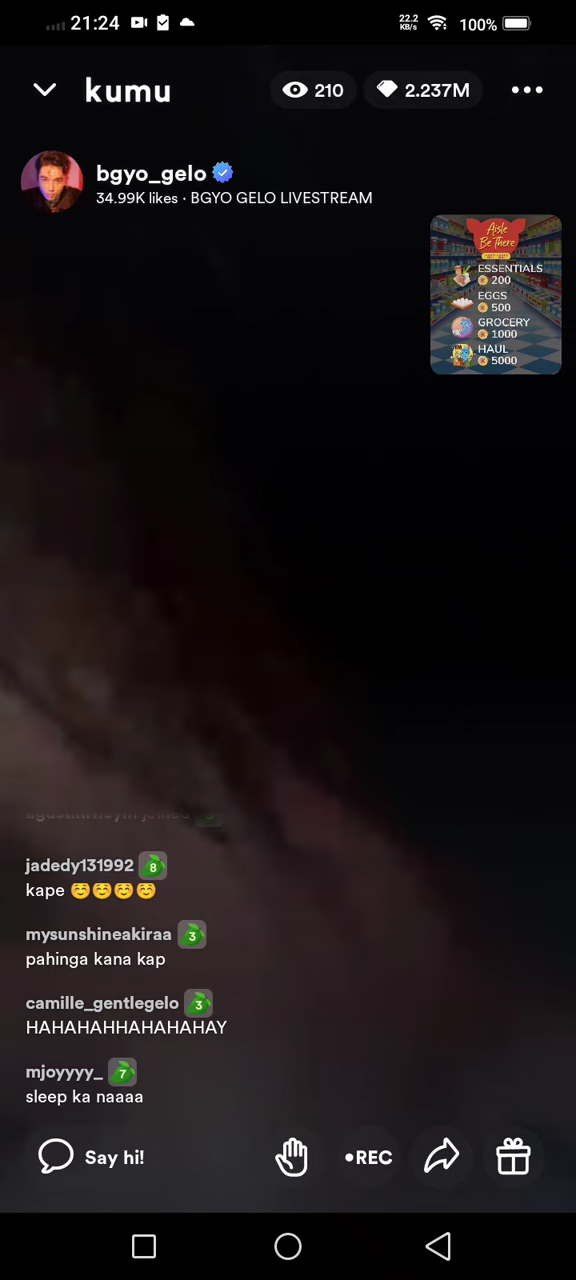 21:24
22.2
KB/s
100%
kumu
210
2.237M
bgyo_gelo
34.99K likes · BGYO GELO LIVESTREAM
Aisle
Be There
ESSENTIALS
200
EGGS
500
GROCERY
1000
HAUL
5000
joined
jadedy131992 8
kape ☺️☺️☺️☺️
mysunshineakiraa 3
pahinga kana kap
camille_gentlegelo 3
HAHAHAHHAHAHAHAY
mjoyyyy_ 7
sleep ka naaaa
Say hi!
•REC